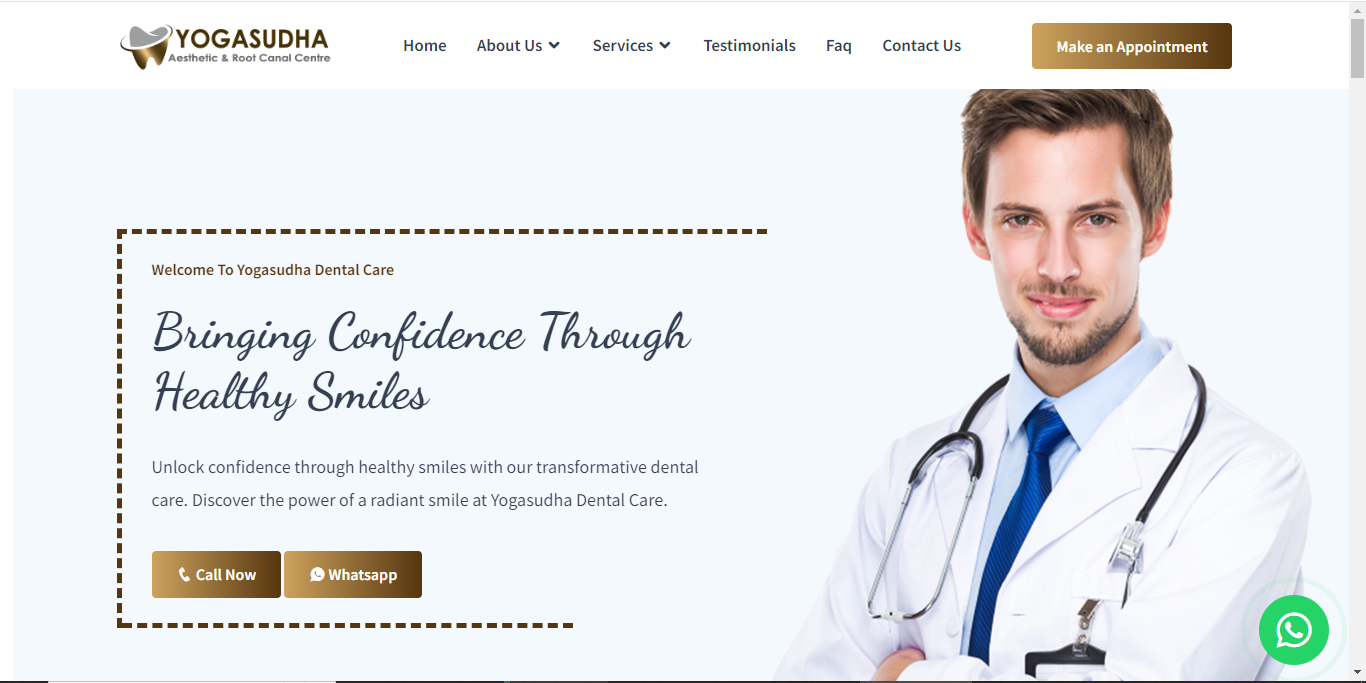 YOGASUDHA
Aesthetic & Root Canal Centre
Home About Us Services Testimonials Faq Contact Us
Make an Appointment
Welcome To Yogasudha Dental Care
Bringing Confidence Through
Healthy Smiles
Unlock confidence through healthy smiles with our transformative dental
care. Discover the power of a radiant smile at Yogasudha Dental Care.
Call Now Whatsapp